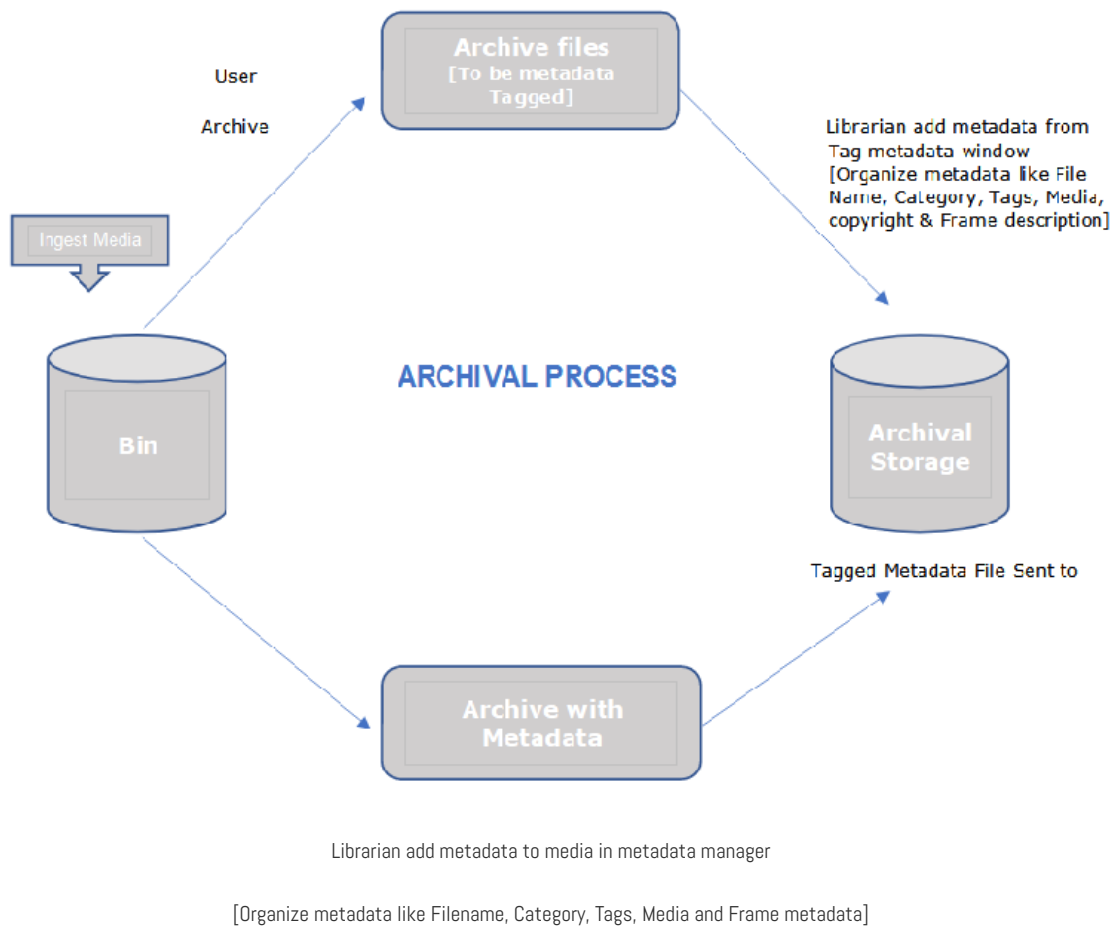 Archive files
[To be metadata
Tagged]
User
Archive
Librarian add metadata from
Tag metadata window
[Organize metadata like File
Name, Category, Tags, Media,
copyright & Frame description]
Ingest Media
ARCHIVAL PROCESS
Bin
Archival
Storage
Tagged Metadata File Sent to
Archive with
Metadata
Librarian add metadata to media in metadata manager
[Organize metadata like Filename, Category, Tags, Media and Frame metadata]